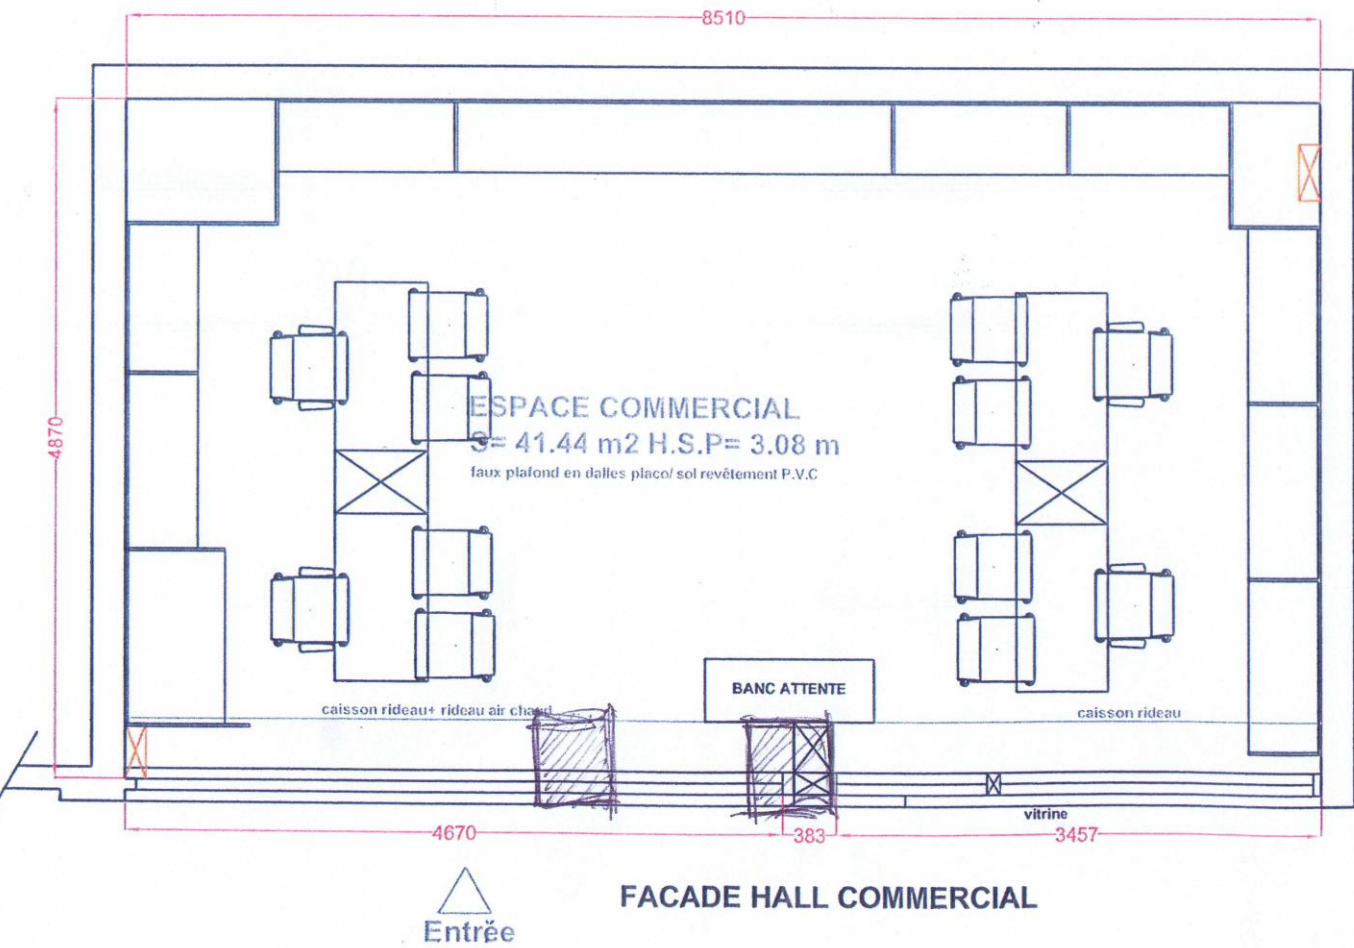 8510
4870
ESPACE COMMERCIAL
S= 41.44 m2 H.S.P= 3.08 m
faux plafond en dalles placo/ sol revêtement P.V.C
BANC ATTENTE
caisson rideau+ rideau air chaud
caisson rideau
vitrine
4670
383
3457
FACADE HALL COMMERCIAL
Entrĕe